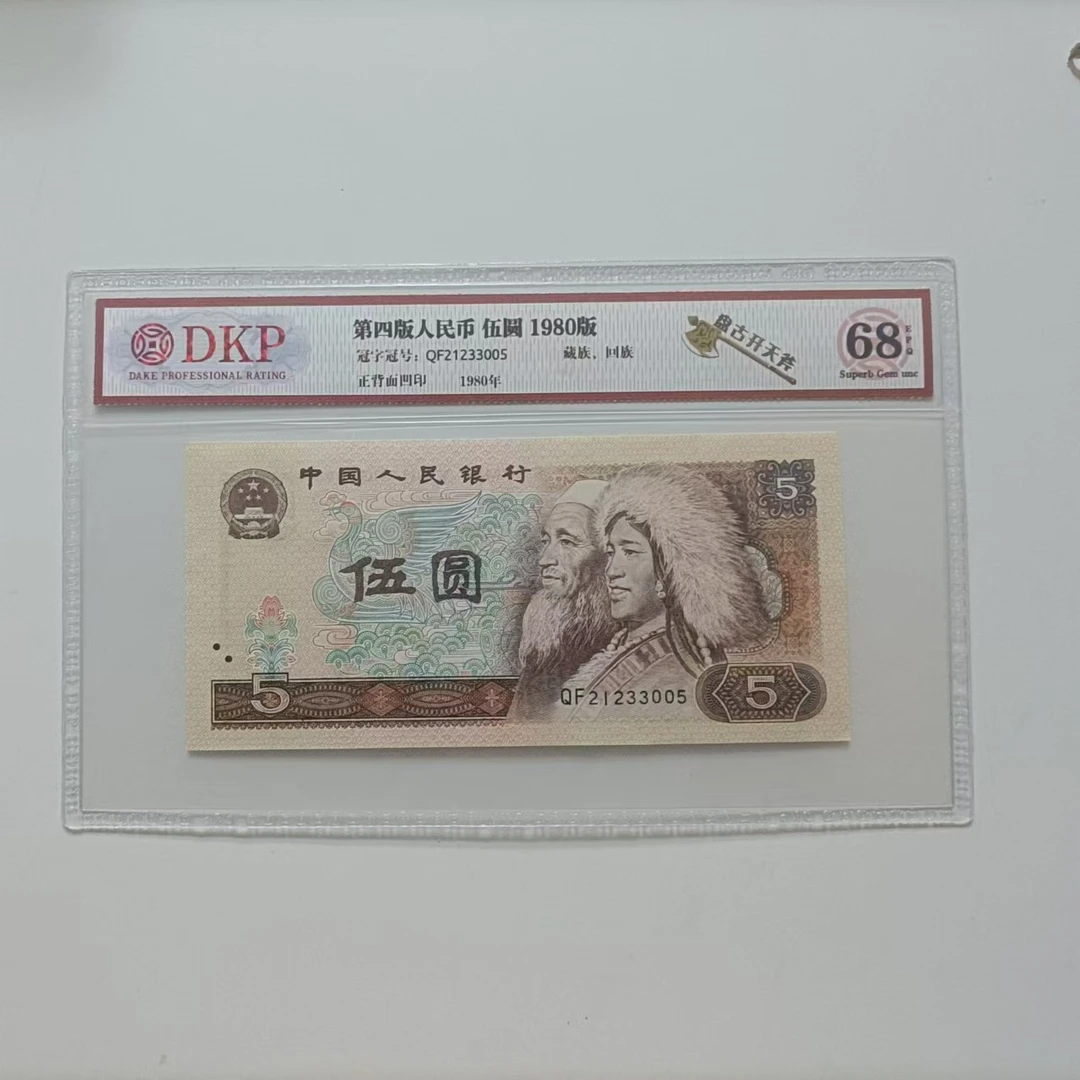 DKP
DAKE PROFESSIONAL RATING
第四版人民币 伍圆 1980版
冠字冠号：QF21233005 藏族、回族
正背面凹印 1980年
盘古开天斧
68
EPQ
Superb Gem unc
中国人民银行
5
伍圆
5
QF21233005
5